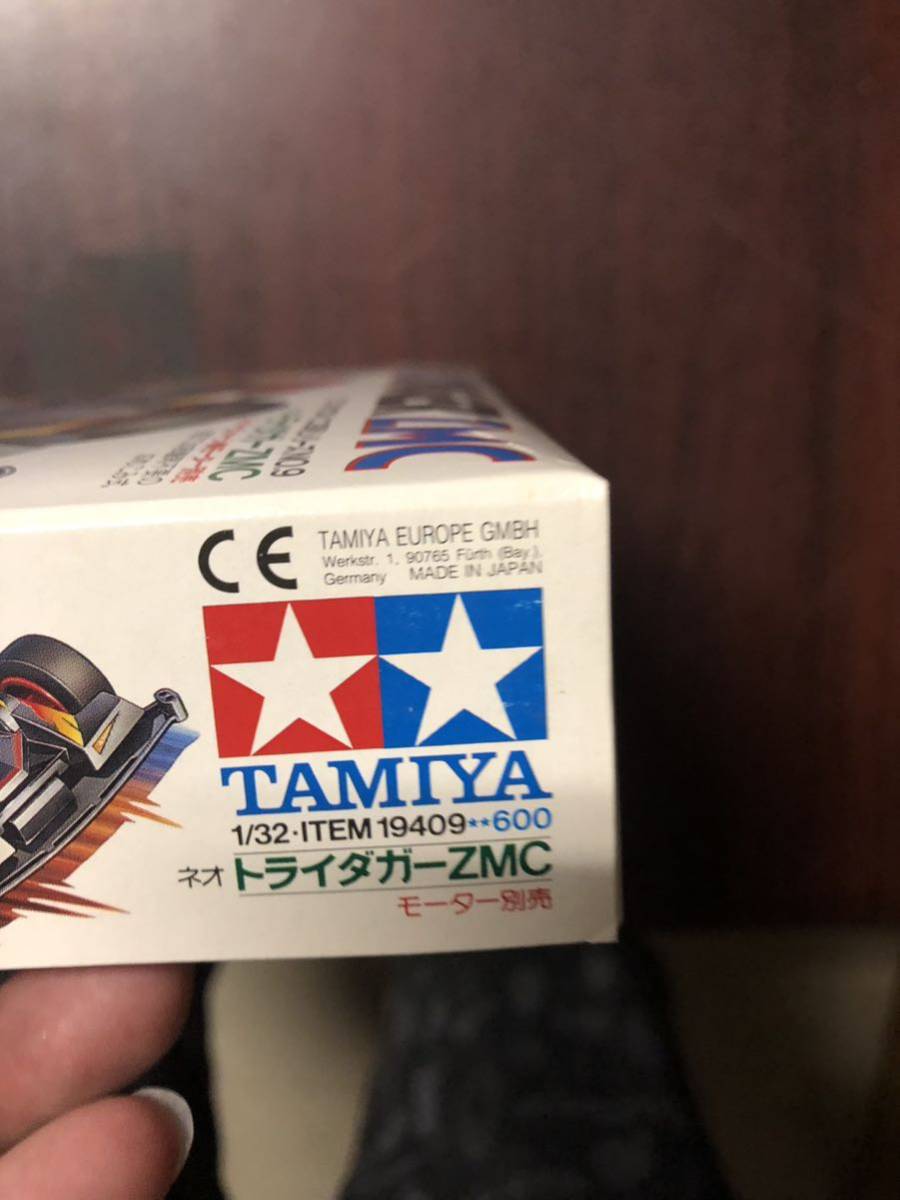 ZMC
CE
TAMIYA EUROPE GMBH
Werkstr. 1, 90765 Fürth (Bay.),
Germany MADE IN JAPAN
TAMIYA
1/32・ITEM 19409★★600
ネオ トライダガーZMC
モーター別売